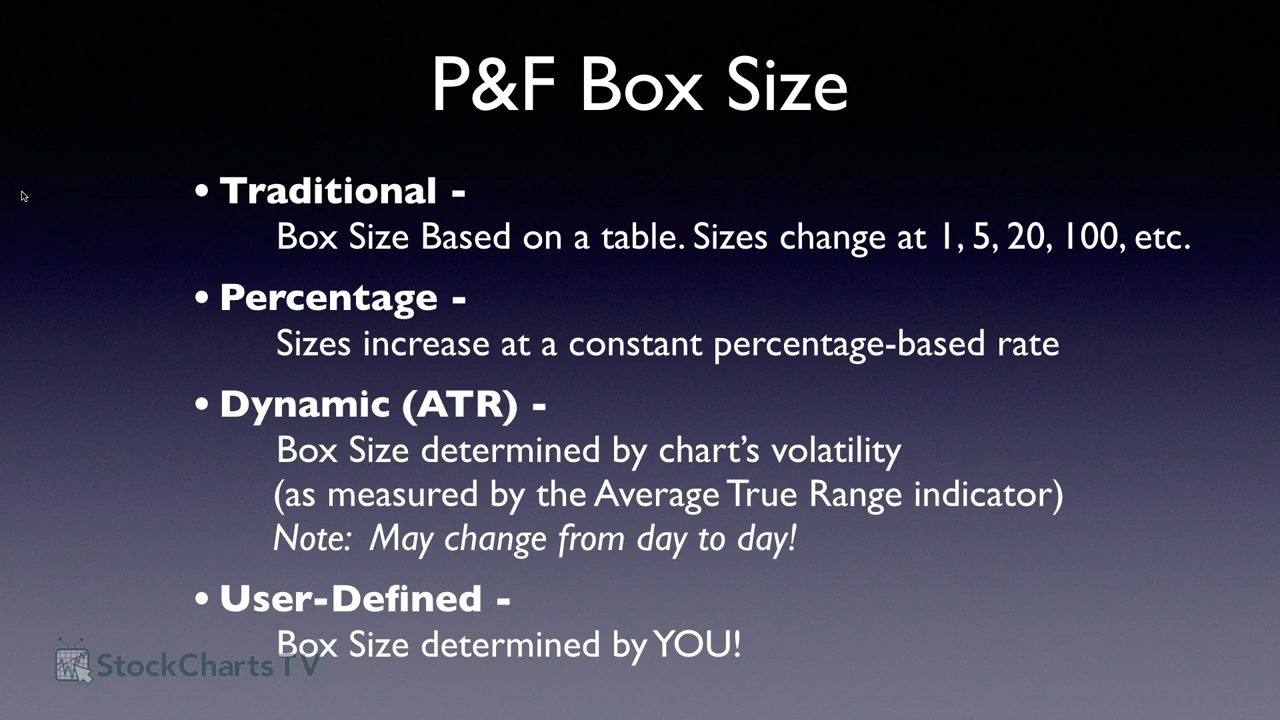 P&F Box Size
• Traditional -
Box Size Based on a table. Sizes change at 1, 5, 20, 100, etc.
• Percentage -
Sizes increase at a constant percentage-based rate
• Dynamic (ATR) -
Box Size determined by chart’s volatility
(as measured by the Average True Range indicator)
Note: May change from day to day!
• User-Defined -
Box Size determined by YOU!
StockChartsTV